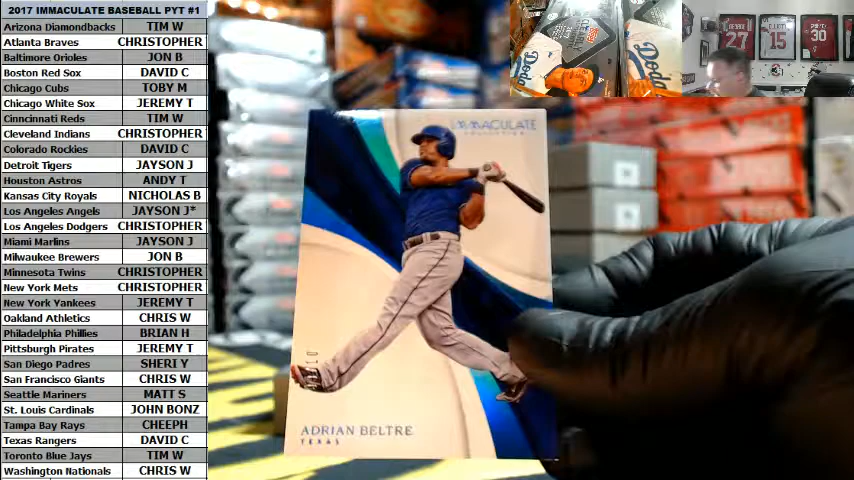 2017 IMMACULATE BASEBALL PYT #1
Arizona Diamondbacks TIM W
Atlanta Braves CHRISTOPHER
Baltimore Orioles JON B
Boston Red Sox DAVID C
Chicago Cubs TOBY M
Chicago White Sox JEREMY T
Cinncinati Reds TIM W
Cleveland Indians CHRISTOPHER
Colorado Rockies DAVID C
Detroit Tigers JAYSON J
Houston Astros ANDY T
Kansas City Royals NICHOLAS B
Los Angeles Angels JAYSON J*
Los Angeles Dodgers CHRISTOPHER
Miami Marlins JAYSON J
Milwaukee Brewers JON B
Minnesota Twins CHRISTOPHER
New York Mets CHRISTOPHER
New York Yankees JEREMY T
Oakland Athletics CHRIS W
Philadelphia Phillies BRIAN H
Pittsburgh Pirates JEREMY T
San Diego Padres SHERI Y
San Francisco Giants CHRIS W
Seattle Mariners MATT S
St. Louis Cardinals JOHN BONZ
Tampa Bay Rays CHEEPH
Texas Rangers DAVID C
Toronto Blue Jays TIM W
Washington Nationals CHRIS W
IMMACULATE
COLLECTION
ADRIAN BELTRE
TEXAS
27
15
30